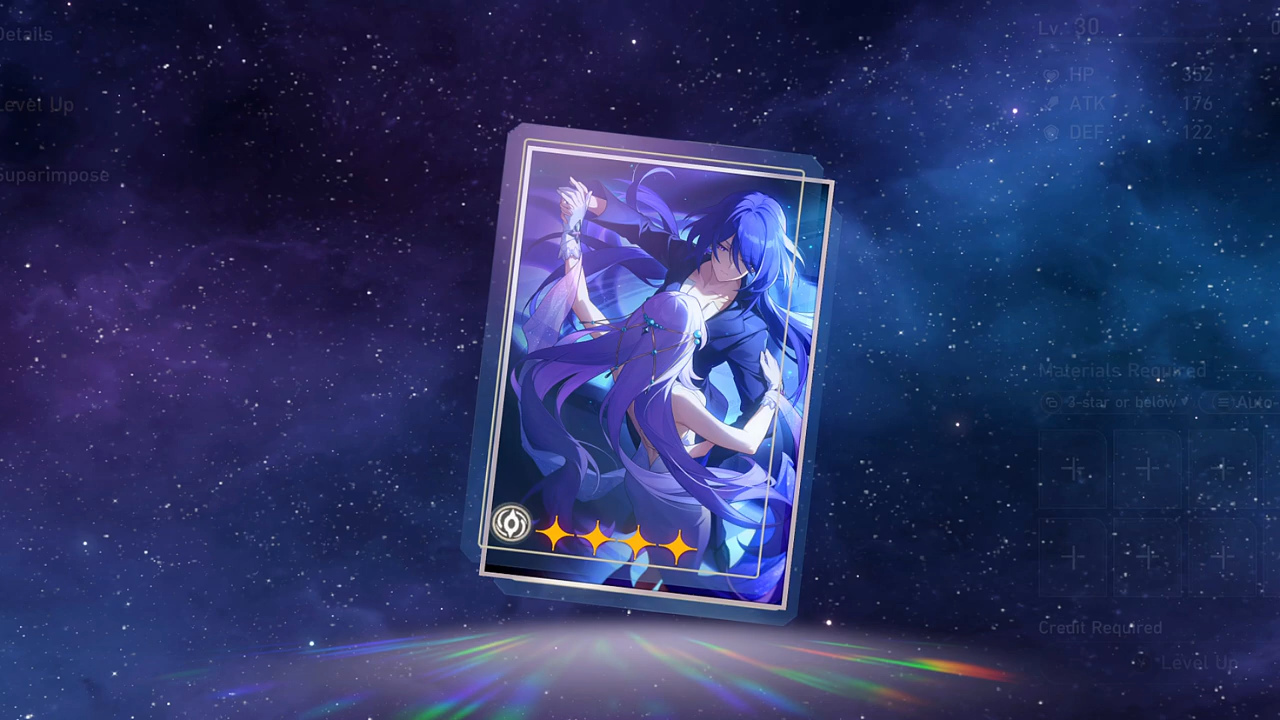 Details
Level Up
Superimpose
Lv. 30
HP 352
ATK 176
DEF 122
Materials Required
3-star or below
Auto-
Credit Required
Level Up